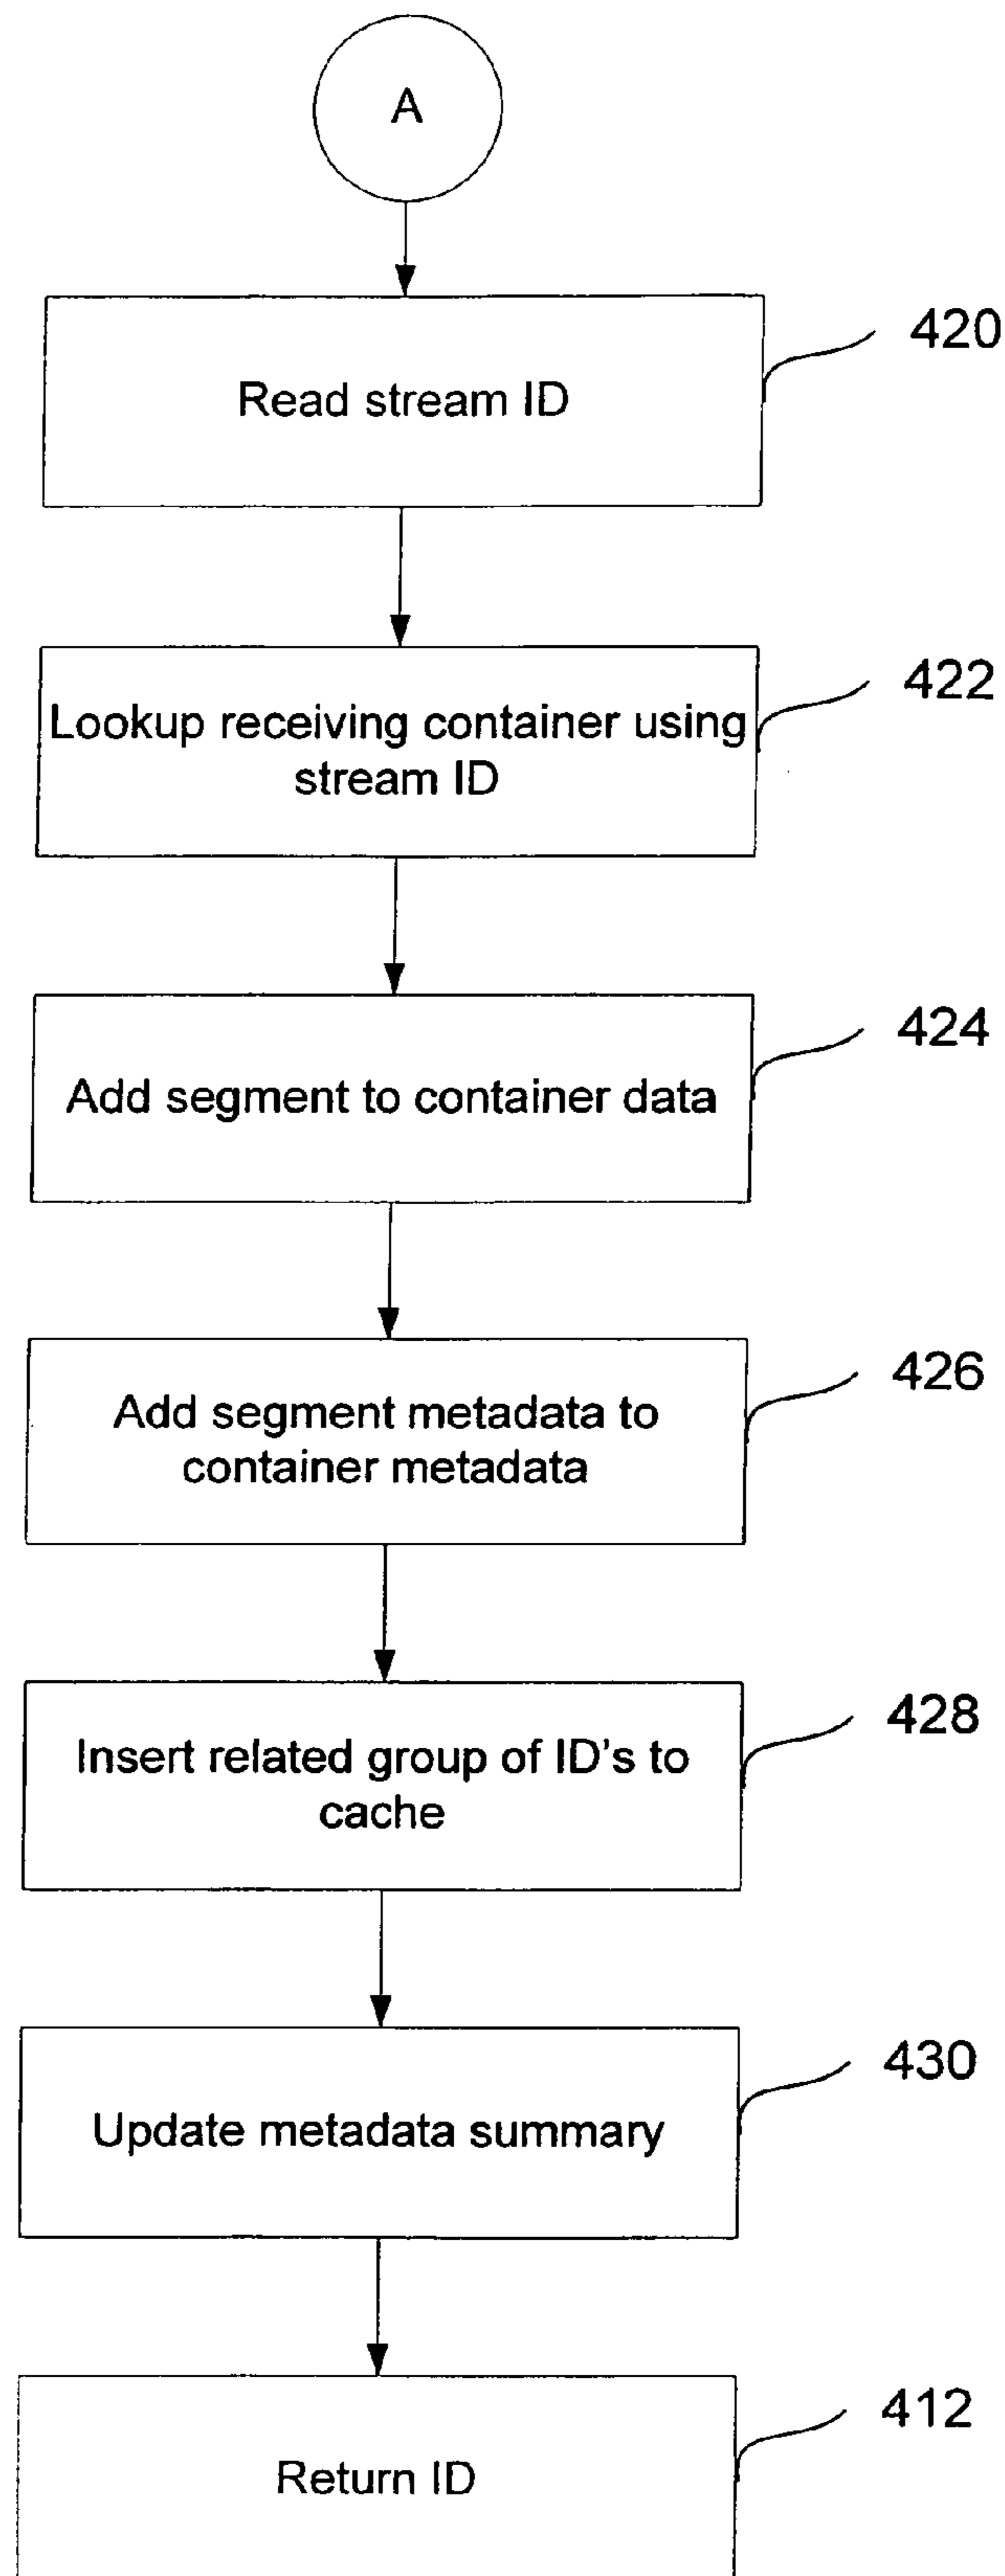 A
Read stream ID
420
Lookup receiving container using
stream ID
422
Add segment to container data
424
Add segment metadata to
container metadata
426
Insert related group of ID's to
cache
428
Update metadata summary
430
Return ID
412